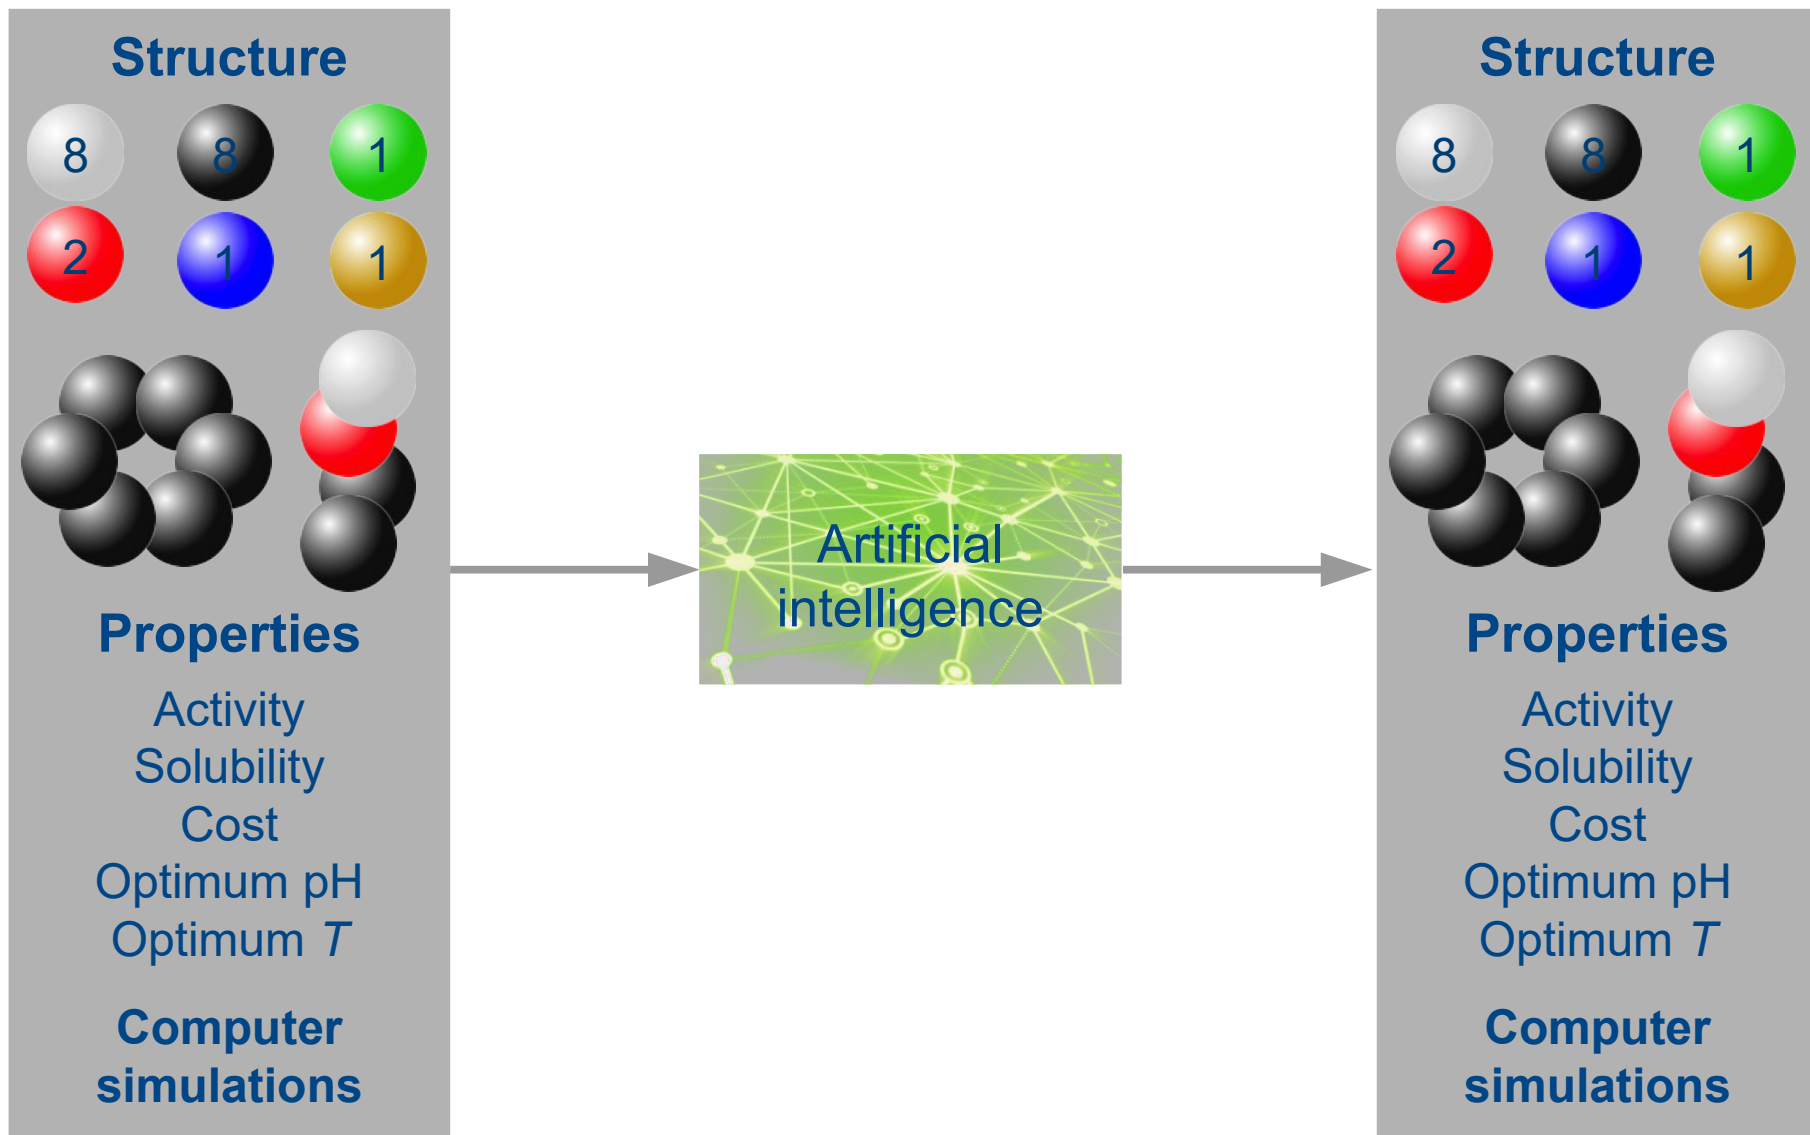 Structure
8 8 1
2 1 1
Properties
Activity
Solubility
Cost
Optimum pH
Optimum T
Computer
simulations
Artificial
intelligence
Structure
8 8 1
2 1 1
Properties
Activity
Solubility
Cost
Optimum pH
Optimum T
Computer
simulations